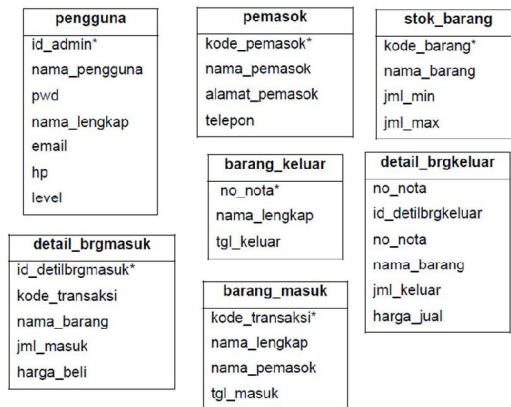 pengguna
id_admin*
nama_pengguna
pwd
nama_lengkap
email
hp
level
pemasok
kode_pemasok*
nama_pemasok
alamat_pemasok
telepon
stok_barang
kode_barang*
nama_barang
jml_min
jml_max
barang_keluar
no_nota*
nama_lengkap
tgl_keluar
detail_brgkeluar
no_nota
id_detilbrgkeluar
no_nota
nama_barang
jml_keluar
harga_jual
detail_brgmasuk
id_detilbrgmasuk*
kode_transaksi
nama_barang
jml_masuk
harga_beli
barang_masuk
kode_transaksi*
nama_lengkap
nama_pemasok
tgl_masuk